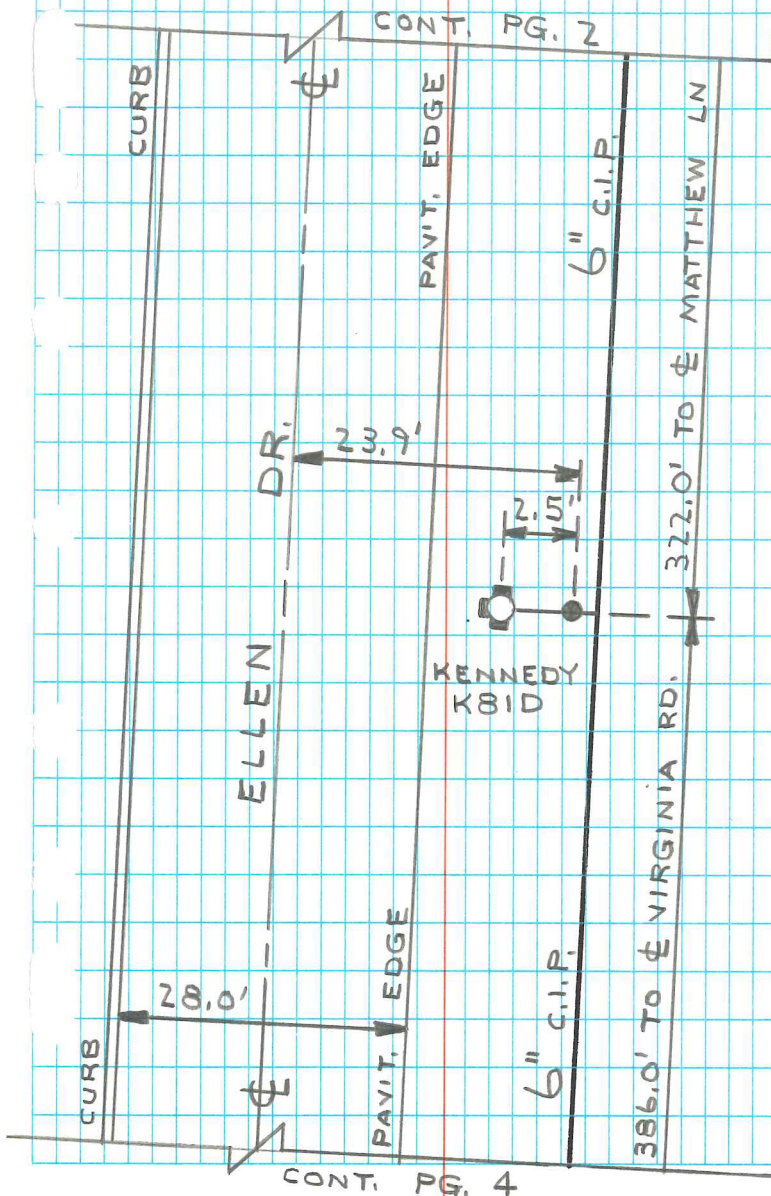 CONT. PG. 2
CURB
℄
PAV'T. EDGE
6" C.I.P.
322.0' TO ℄ MATTHEW LN
23.9'
2.5'
ELLEN DR.
KENNEDY
K81D
28.0'
CURB
℄
PAV'T. EDGE
6" C.I.P.
386.0' TO ℄ VIRGINIA RD.
CONT. PG. 4